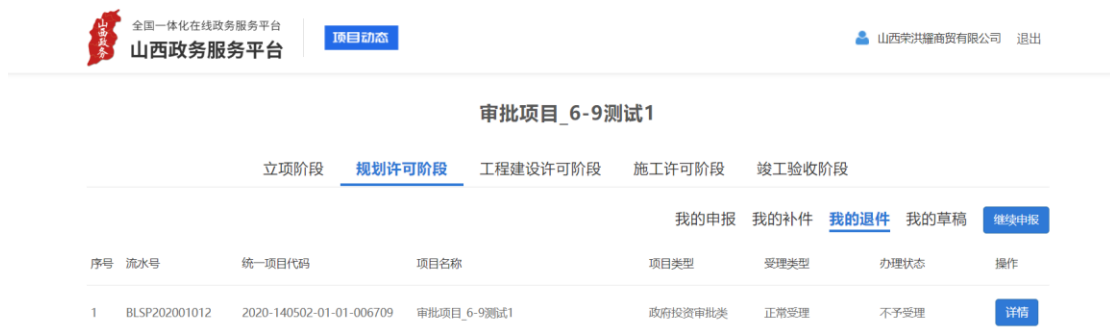 山西政务
全国一体化在线政务服务平台
山西政务服务平台
项目动态
山西荣洪耀商贸有限公司 退出
审批项目_6-9测试1
立项阶段 规划许可阶段 工程建设许可阶段 施工许可阶段 竣工验收阶段
我的申报 我的补件 我的退件 我的草稿 继续申报
序号 流水号 统一项目代码 项目名称 项目类型 受理类型 办理状态 操作
1 BLSP202001012 2020-140502-01-01-006709 审批项目_6-9测试1 政府投资审批类 正常受理 不予受理 详情